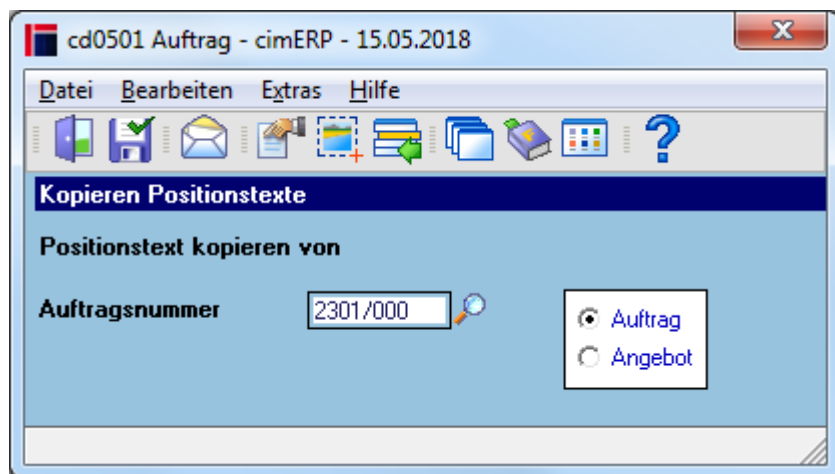 cd0501 Auftrag - cimERP - 15.05.2018
Datei Bearbeiten Extras Hilfe
Kopieren Positionstexte
Positionstext kopieren von
Auftragsnummer 2301/000 Auftrag
Angebot